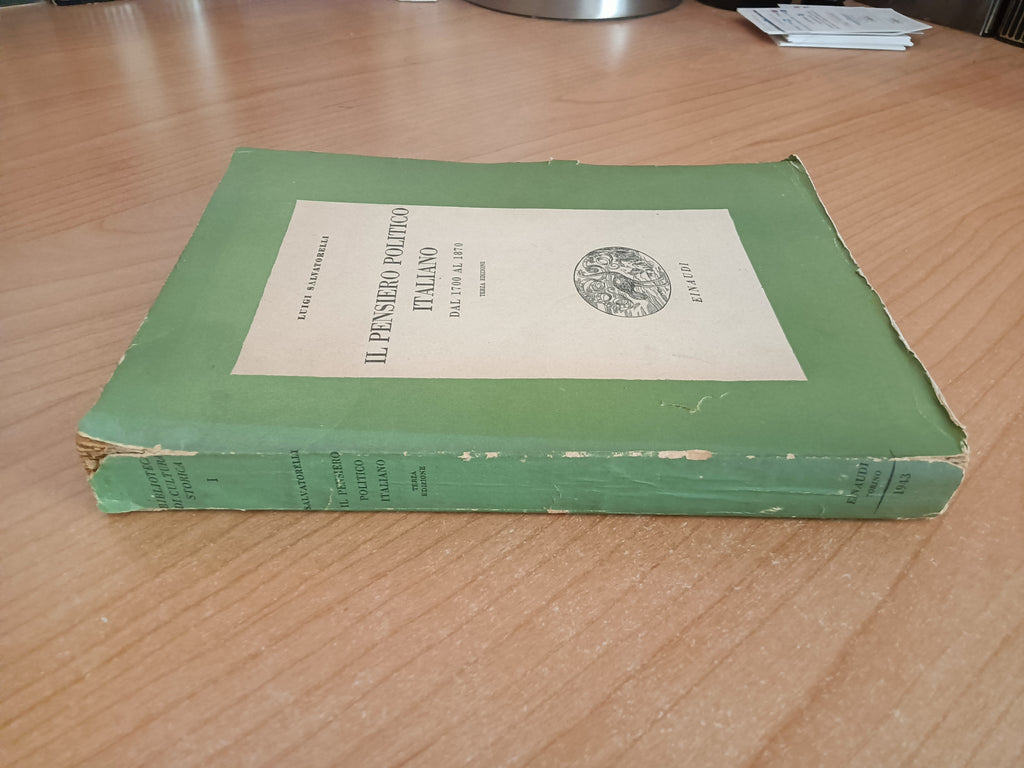 LUIGI SALVATORELLI
IL PENSIERO POLITICO
ITALIANO
DAL 1700 AL 1870
TERZA EDIZIONE
EINAUDI
BIBLIOTECA
DI CULTURA
STORICA
I
SALVATORELLI
IL PENSIERO
POLITICO
ITALIANO
TERZA
EDIZIONE
EINAUDI
TORINO
1943